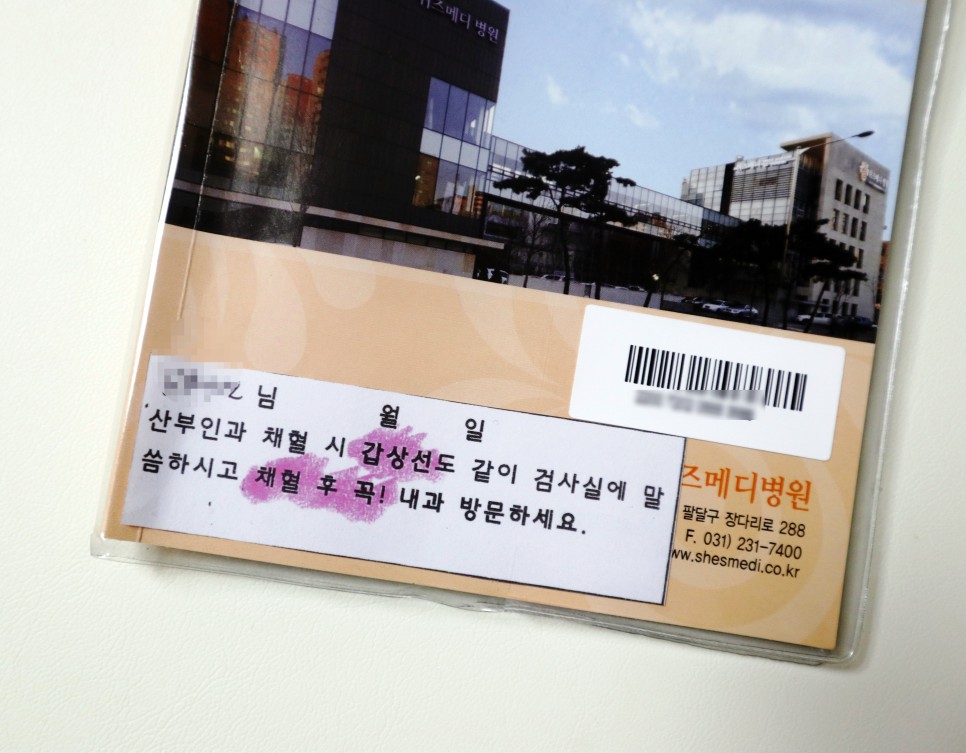 쉬즈메디 병원
님
월 일
산부인과 채혈 시 갑상선도 같이 검사실에 말
씀하시고 채혈 후 꼭! 내과 방문하세요.
즈메디병원
팔달구 장다리로 288
F. 031) 231-7400
ww.shesmedi.co.kr